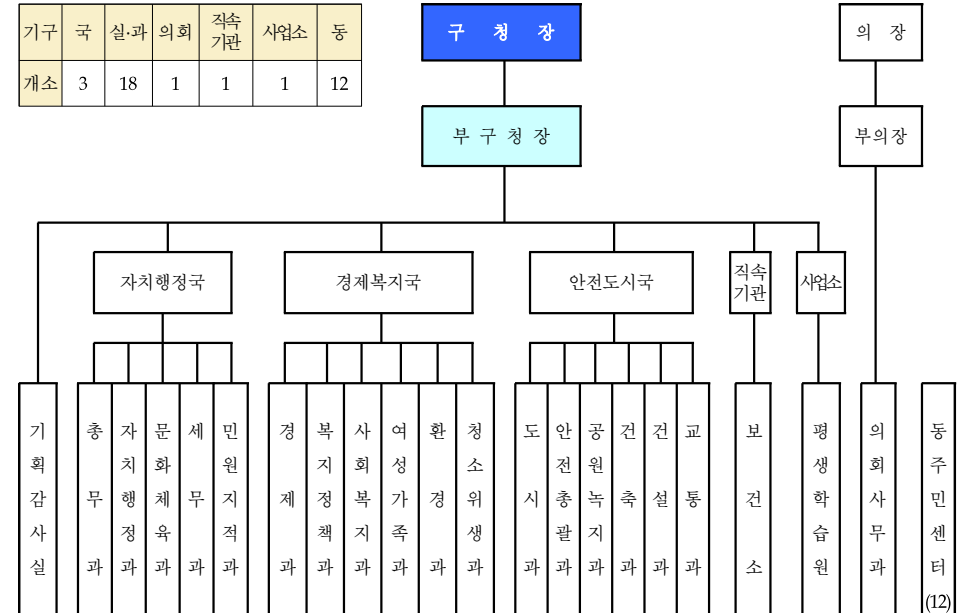 기구 국 실·과 의회 직속기관 사업소 동
개소 3 18 1 1 1 12
구 청 장
의 장
부 구 청 장
부의장
자치행정국
경제복지국
안전도시국
직속
기관
사업소
기획감사실
총무과
자치행정과
문화체육과
세무과
민원지적과
경제과
복지정책과
사회복지과
여성가족과
환경과
청소위생과
도시과
안전총괄과
공원녹지과
건축과
건설과
교통과
보건소
평생학습원
의회사무과
동주민센터
(12)